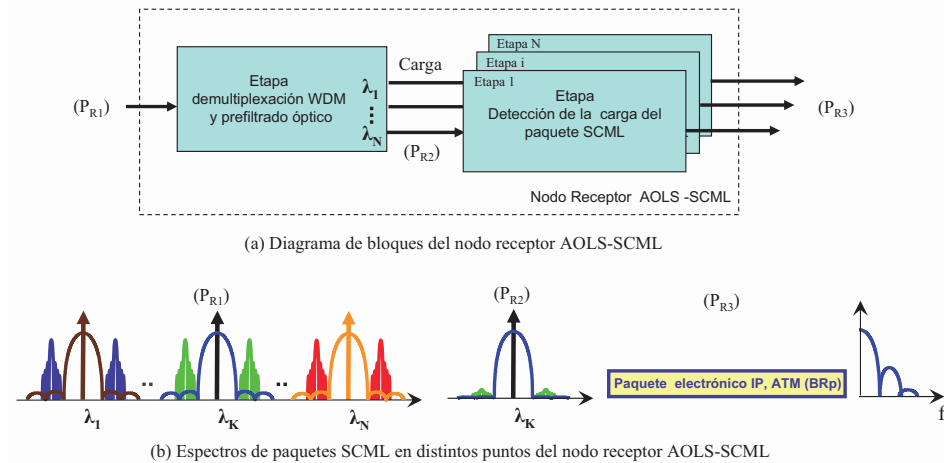 Etapa
demultiplexación WDM
y prefiltrado óptico
λ1
λN
(PR1)
Carga
(PR2)
Etapa N
Etapa i
Etapa 1
Etapa
Detección de la carga del
paquete SCML
(PR3)
Nodo Receptor AOLS -SCML
(a) Diagrama de bloques del nodo receptor AOLS-SCML
(PR1)
(PR2)
(PR3)
λ1
..
λK
..
λN
λK
Paquete electrónico IP, ATM (BRp)
f
(b) Espectros de paquetes SCML en distintos puntos del nodo receptor AOLS-SCML